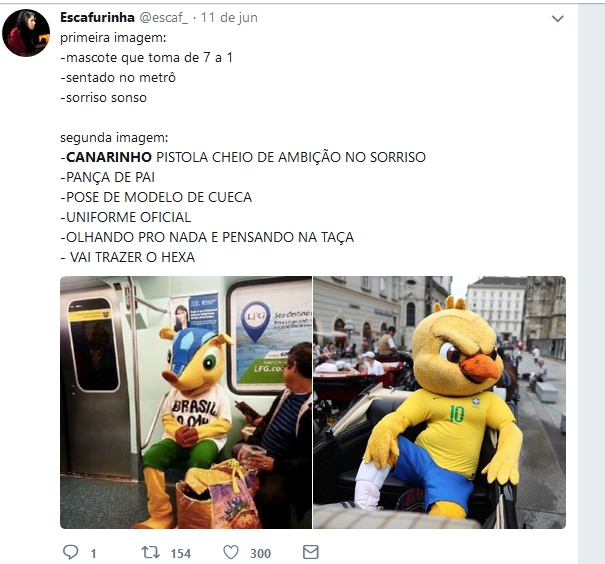 Escafurinha @escaf_ · 11 de jun
primeira imagem:
-mascote que toma de 7 a 1
-sentado no metrô
-sorriso sonso
segunda imagem:
-CANARINHO PISTOLA CHEIO DE AMBIÇÃO NO SORRISO
-PANÇA DE PAI
-POSE DE MODELO DE CUECA
-UNIFORME OFICIAL
-OLHANDO PRO NADA E PENSANDO NA TAÇA
- VAI TRAZER O HEXA
LFG
Seu destino
LFG.co
BRASIL
10
1 154 300